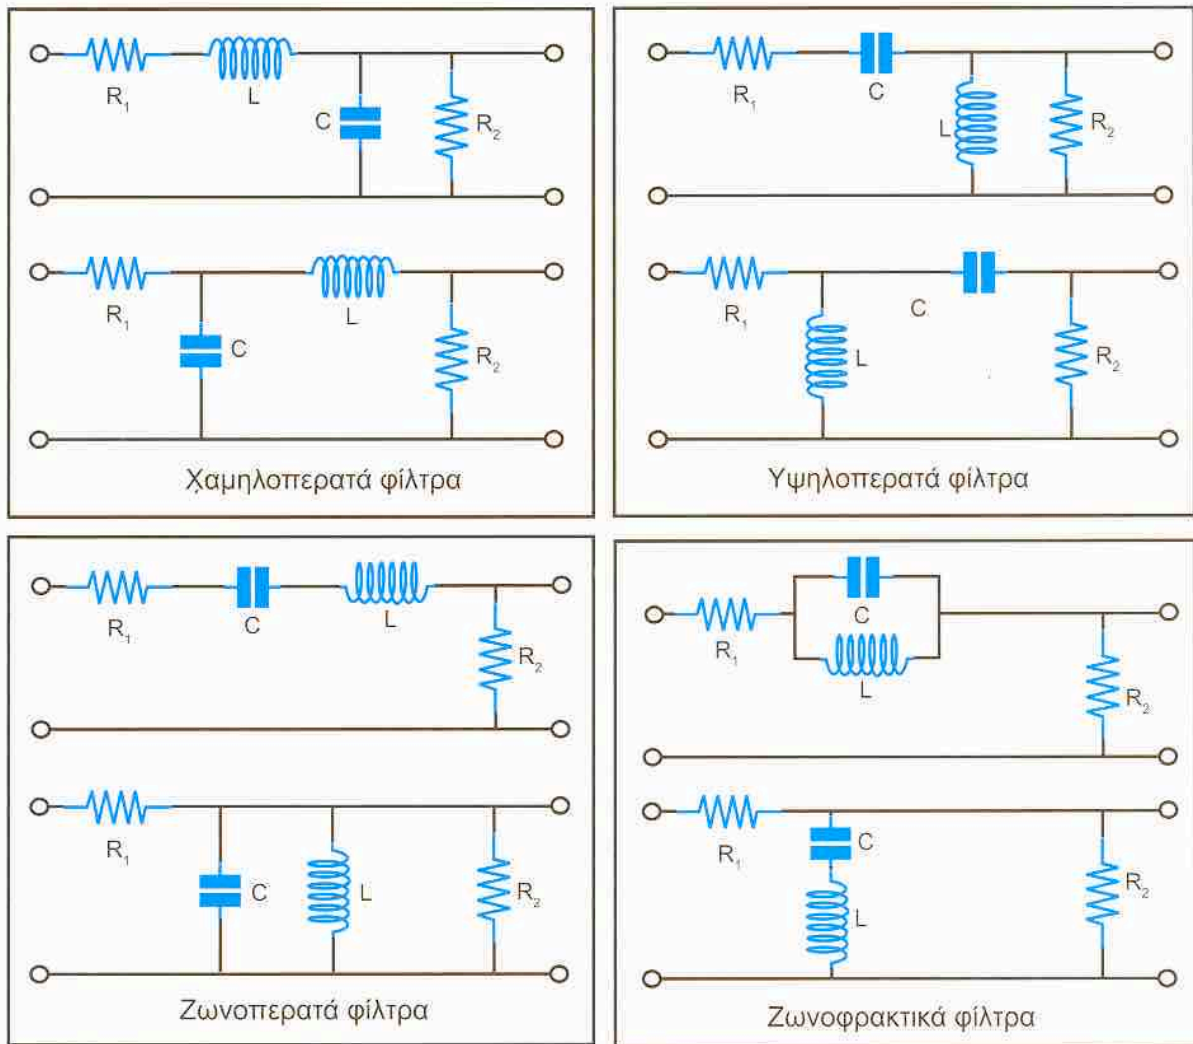 R₁
L
C
R₂
R₁
C
L
R₂
Χαμηλοπερατά φίλτρα
R₁
C
L
R₂
R₁
L
C
R₂
Υψηλοπερατά φίλτρα
R₁
C
L
R₂
R₁
C
L
R₂
Ζωνοπερατά φίλτρα
R₁
C
L
R₂
R₁
C
L
R₂
Ζωνοφρακτικά φίλτρα